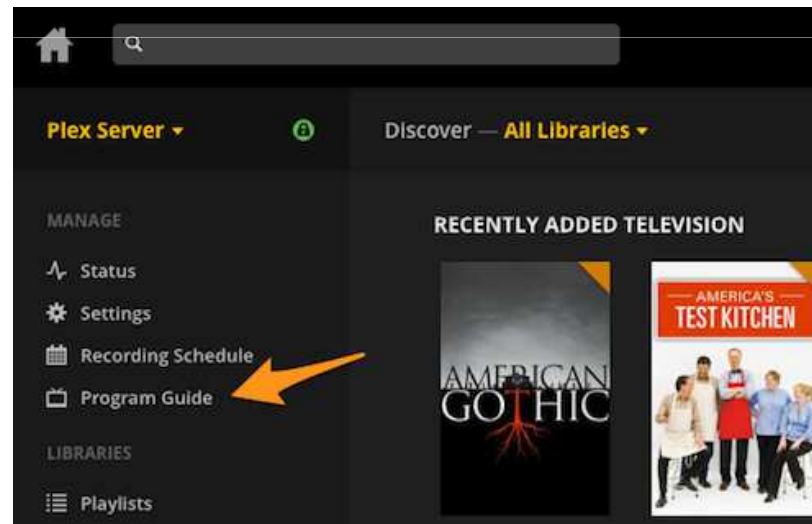 Plex Server
Discover — All Libraries
MANAGE
Status
Settings
Recording Schedule
Program Guide
LIBRARIES
Playlists
RECENTLY ADDED TELEVISION
AMERICAN
GOTHIC
AMERICA'S
TEST KITCHEN